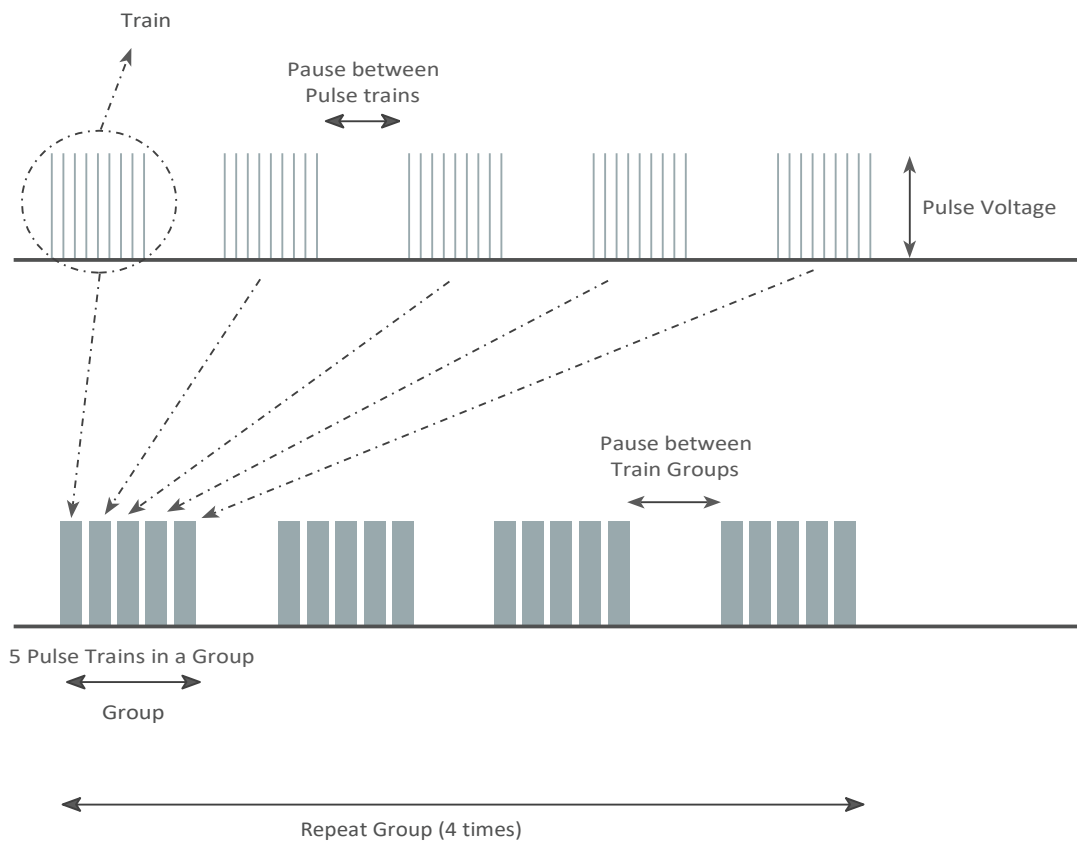 Train
Pause between
Pulse trains
Pulse Voltage
Pause between
Train Groups
5 Pulse Trains in a Group
Group
Repeat Group (4 times)